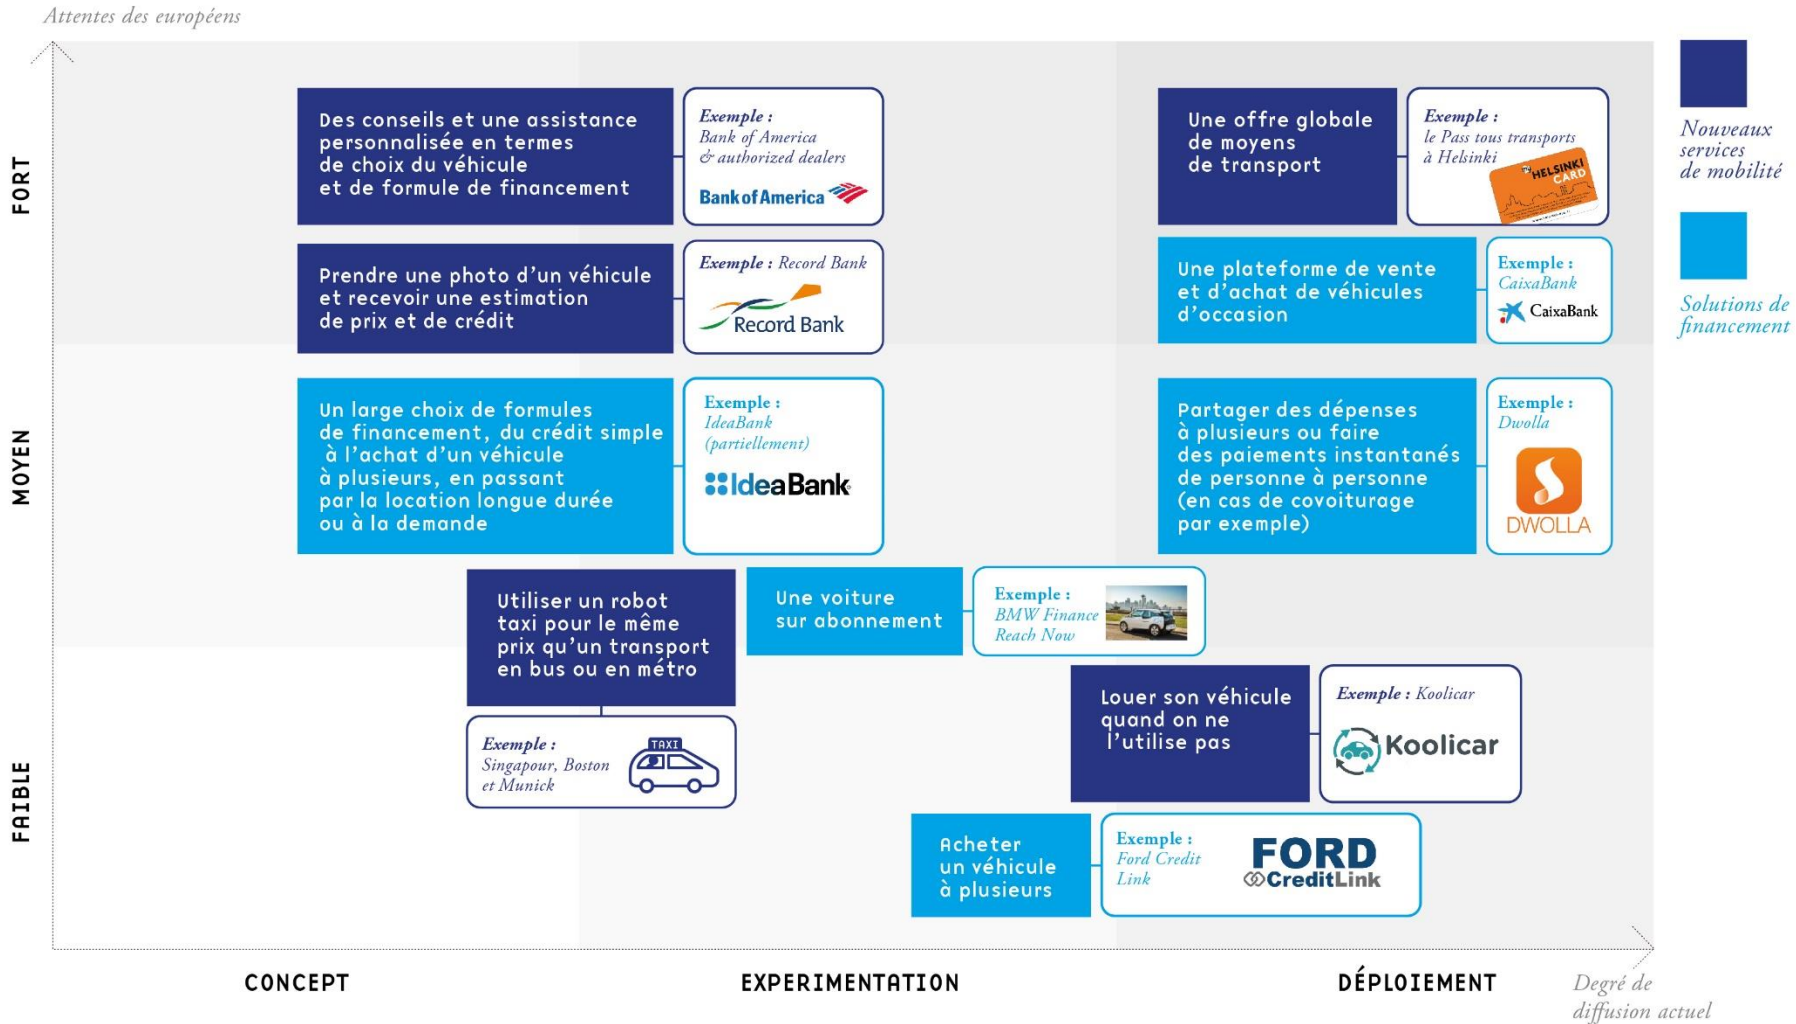 Attentes des européens
FORT
Des conseils et une assistance
personnalisée en termes
de choix du véhicule
et de formule de financement
Exemple :
Bank of America
& authorized dealers
Bank of America
Une offre globale
de moyens
de transport
Exemple :
le Pass tous transports
à Helsinki
HELSINKI
CARD
Nouveaux
services
de mobilité
Prendre une photo d'un véhicule
et recevoir une estimation
de prix et de crédit
Exemple : Record Bank
Record Bank
Une plateforme de vente
et d'achat de véhicules
d'occasion
Exemple :
CaixaBank
CaixaBank
Solutions de
financement
MOYEN
Un large choix de formules
de financement, du crédit simple
à l'achat d'un véhicule
à plusieurs, en passant
par la location longue durée
ou à la demande
Exemple :
IdeaBank
(partiellement)
IdeaBank
Partager des dépenses
à plusieurs ou faire
des paiements instantanés
de personne à personne
(en cas de covoiturage
par exemple)
Exemple :
Dwolla
DWOLLA
Utiliser un robot
taxi pour le même
prix qu'un transport
en bus ou en métro
Une voiture
sur abonnement
Exemple :
BMW Finance
Reach Now
FAIBLE
Exemple :
Singapour, Boston
et Munick
TAXI
Louer son véhicule
quand on ne
l'utilise pas
Exemple : Koolicar
Koolicar
Acheter
un véhicule
à plusieurs
Exemple :
Ford Credit
Link
FORD
CreditLink
CONCEPT
EXPERIMENTATION
DÉPLOIEMENT
Degré de
diffusion actuel